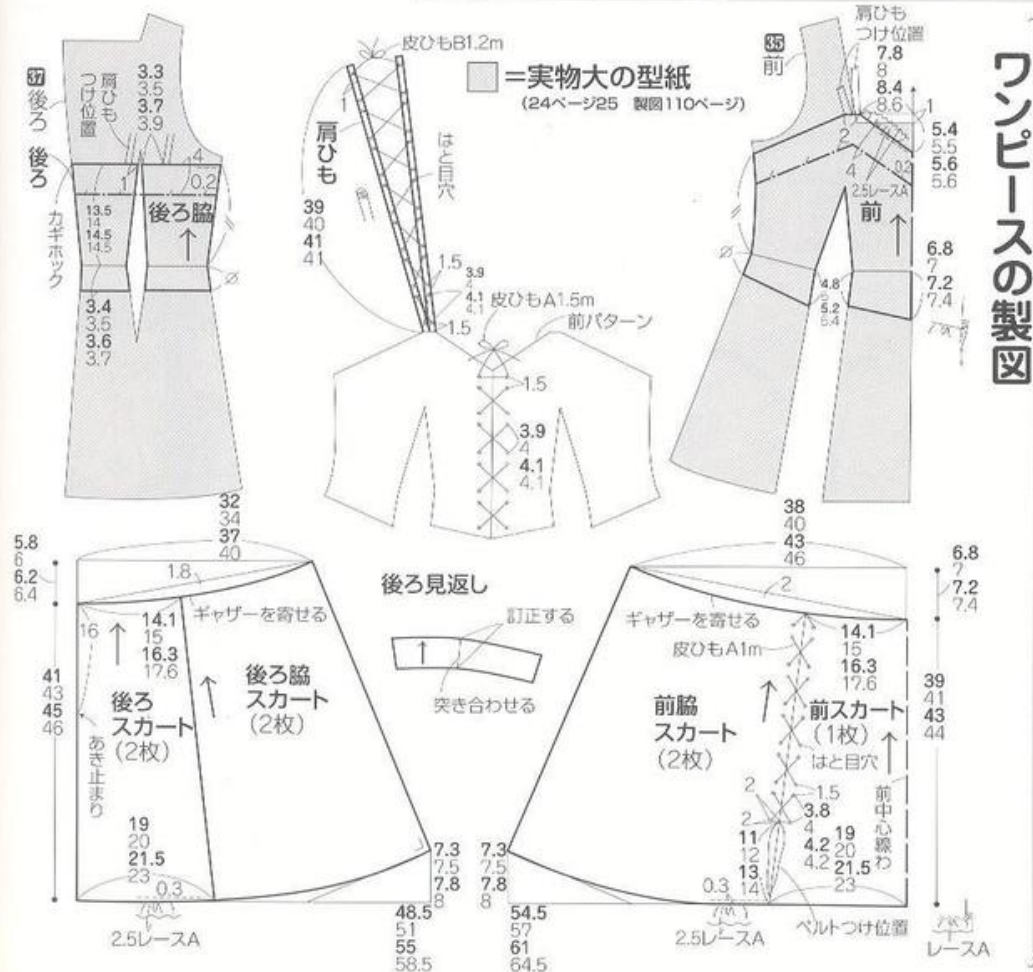 ワンピースの製図
=実物大の型紙
(24ページ25 製図110ページ)
37
後ろ
後ろ
肩ひも
つけ位置
3.3
3.5
3.7
3.9
4
1
0.2
13.5
14
14.5
14.5
後ろ脇
カギホック
∅
3.4
3.5
3.6
3.7
皮ひもB1.2m
1
肩ひも
はと目穴
39
40
41
41
1.5
3.9
4
4.1
4.1
1.5
皮ひもA1.5m
前パターン
1.5
3.9
4
4.1
4.1
35
前
肩ひも
つけ位置
7.8
8
8.4
8.6
1
2
4
5.4
5.5
5.6
5.6
0.2
2.5レースA
前
∅
4.8
5
5.2
5.4
6.8
7
7.2
7.4
32
34
37
40
5.8
6
6.2
6.4
1.8
ギャザーを寄せる
16
14.1
15
16.3
17.6
41
43
45
46
後ろ
スカート
(2枚)
後ろ脇
スカート
(2枚)
あき止まり
19
20
21.5
23
0.3
2.5レースA
7.3
7.5
7.8
8
48.5
51
55
58.5
後ろ見返し
訂正する
突き合わせる
38
40
43
46
6.8
7
7.2
7.4
2
ギャザーを寄せる
皮ひもA1m
14.1
15
16.3
17.6
39
41
43
44
前脇
スカート
(2枚)
前スカート
(1枚)
はと目穴
前中心線わ
2
2
1.5
3.8
4
4.2
4.2
11
12
13
14
19
20
21.5
23
0.3
7.3
7.5
7.8
8
54.5
57
61
64.5
2.5レースA
ベルトつけ位置
レースA